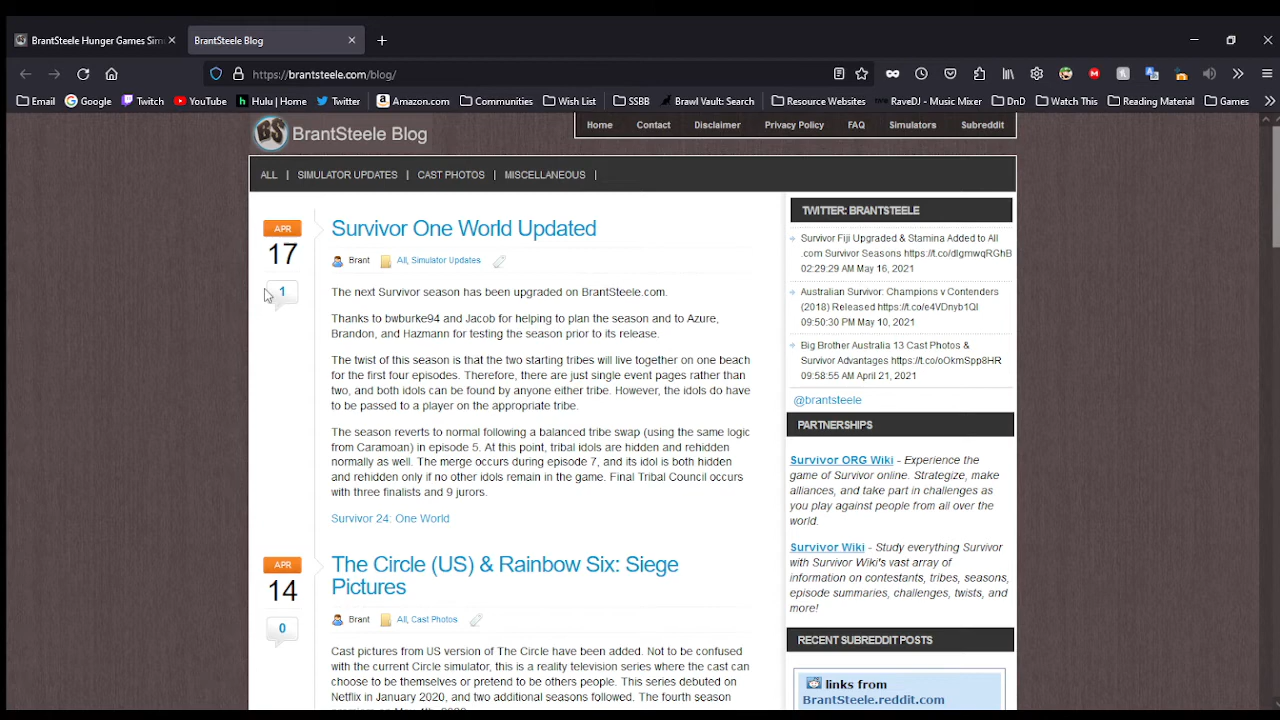 BrantSteele Hunger Games Sim
BrantSteele Blog
https://brantsteele.com/blog/
Email
Google
Twitch
YouTube
Hulu | Home
Twitter
Amazon.com
Communities
Wish List
SSBB
Brawl Vault: Search
Resource Websites
RaveDJ - Music Mixer
DnD
Watch This
Reading Material
Games
BS BrantSteele Blog
Home
Contact
Disclaimer
Privacy Policy
FAQ
Simulators
Subreddit
ALL | SIMULATOR UPDATES | CAST PHOTOS | MISCELLANEOUS |
APR
17
1
Survivor One World Updated
Brant All, Simulator Updates
The next Survivor season has been upgraded on BrantSteele.com.
Thanks to bwburke94 and Jacob for helping to plan the season and to Azure,
Brandon, and Hazmann for testing the season prior to its release.
The twist of this season is that the two starting tribes will live together on one beach
for the first four episodes. Therefore, there are just single event pages rather than
two, and both idols can be found by anyone either tribe. However, the idols do have
to be passed to a player on the appropriate tribe.
The season reverts to normal following a balanced tribe swap (using the same logic
from Caramoan) in episode 5. At this point, tribal idols are hidden and rehidden
normally as well. The merge occurs during episode 7, and its idol is both hidden
and rehidden only if no other idols remain in the game. Final Tribal Council occurs
with three finalists and 9 jurors.
Survivor 24: One World
APR
14
0
The Circle (US) & Rainbow Six: Siege
Pictures
Brant All, Cast Photos
Cast pictures from US version of The Circle have been added. Not to be confused
with the current Circle simulator, this is a reality television series where the cast can
choose to be themselves or pretend to be others people. This series debuted on
Netflix in January 2020, and two additional seasons followed. The fourth season
TWITTER: BRANTSTEELE
Survivor Fiji Upgraded & Stamina Added to All
.com Survivor Seasons https://t.co/dlgmwqRGhB
02:29:29 AM May 16, 2021
Australian Survivor: Champions v Contenders
(2018) Released https://t.co/e4VDnyb1Ql
09:50:30 PM May 10, 2021
Big Brother Australia 13 Cast Photos &
Survivor Advantages https://t.co/oOkmSpp8HR
09:58:55 AM April 21, 2021
@brantsteele
PARTNERSHIPS
Survivor ORG Wiki - Experience the
game of Survivor online. Strategize, make
alliances, and take part in challenges as
you play against people from all over the
world.
Survivor Wiki - Study everything Survivor
with Survivor Wiki's vast array of
information on contestants, tribes, seasons,
episode summaries, challenges, twists, and
more!
RECENT SUBREDDIT POSTS
links from
BrantSteele.reddit.com